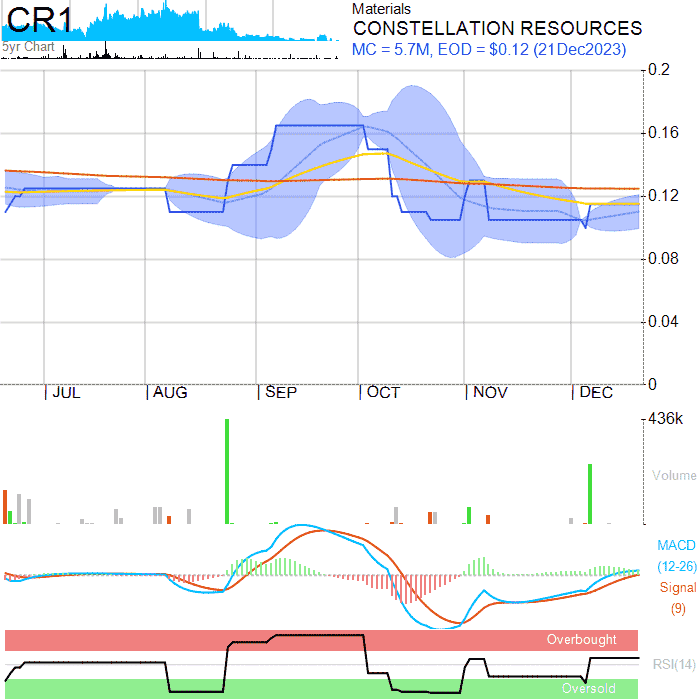 CR1
5yr Chart
Materials
CONSTELLATION RESOURCES
MC = 5.7M, EOD = $0.12 (21Dec2023)
0.2
0.16
0.12
0.08
0.04
0
JUL AUG SEP OCT NOV DEC
436k
Volume
MACD
(12-26)
Signal
(9)
Overbought
RSI(14)
Oversold